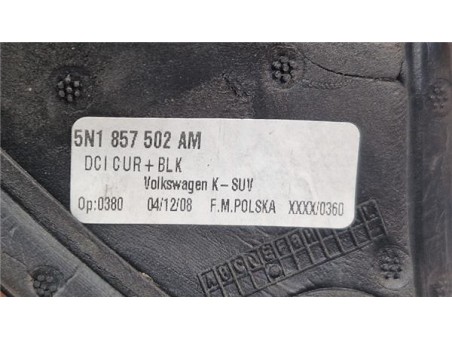 5N1 857 502 AM
DCI CUR+BLK
Volkswagen K-SUV
Op:0380 04/12/08 F.M.POLSKA XXXX/0360